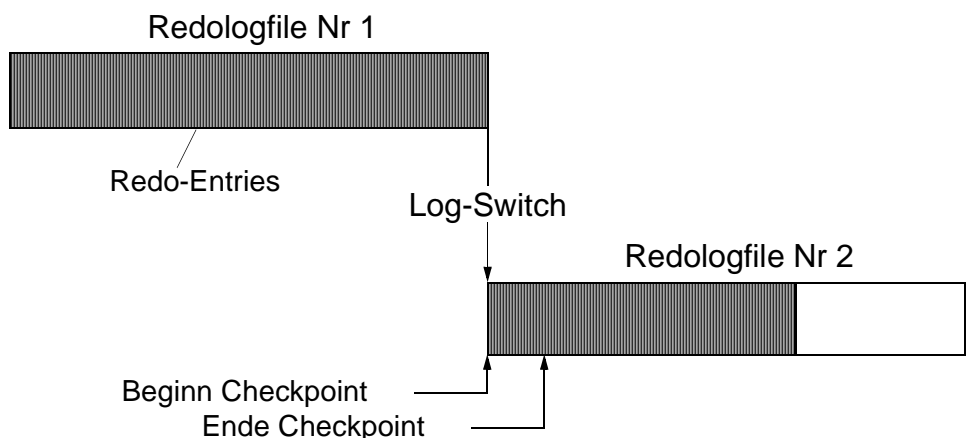 Redologfile Nr 1
Redo-Entries
Log-Switch
Redologfile Nr 2
Beginn Checkpoint
Ende Checkpoint